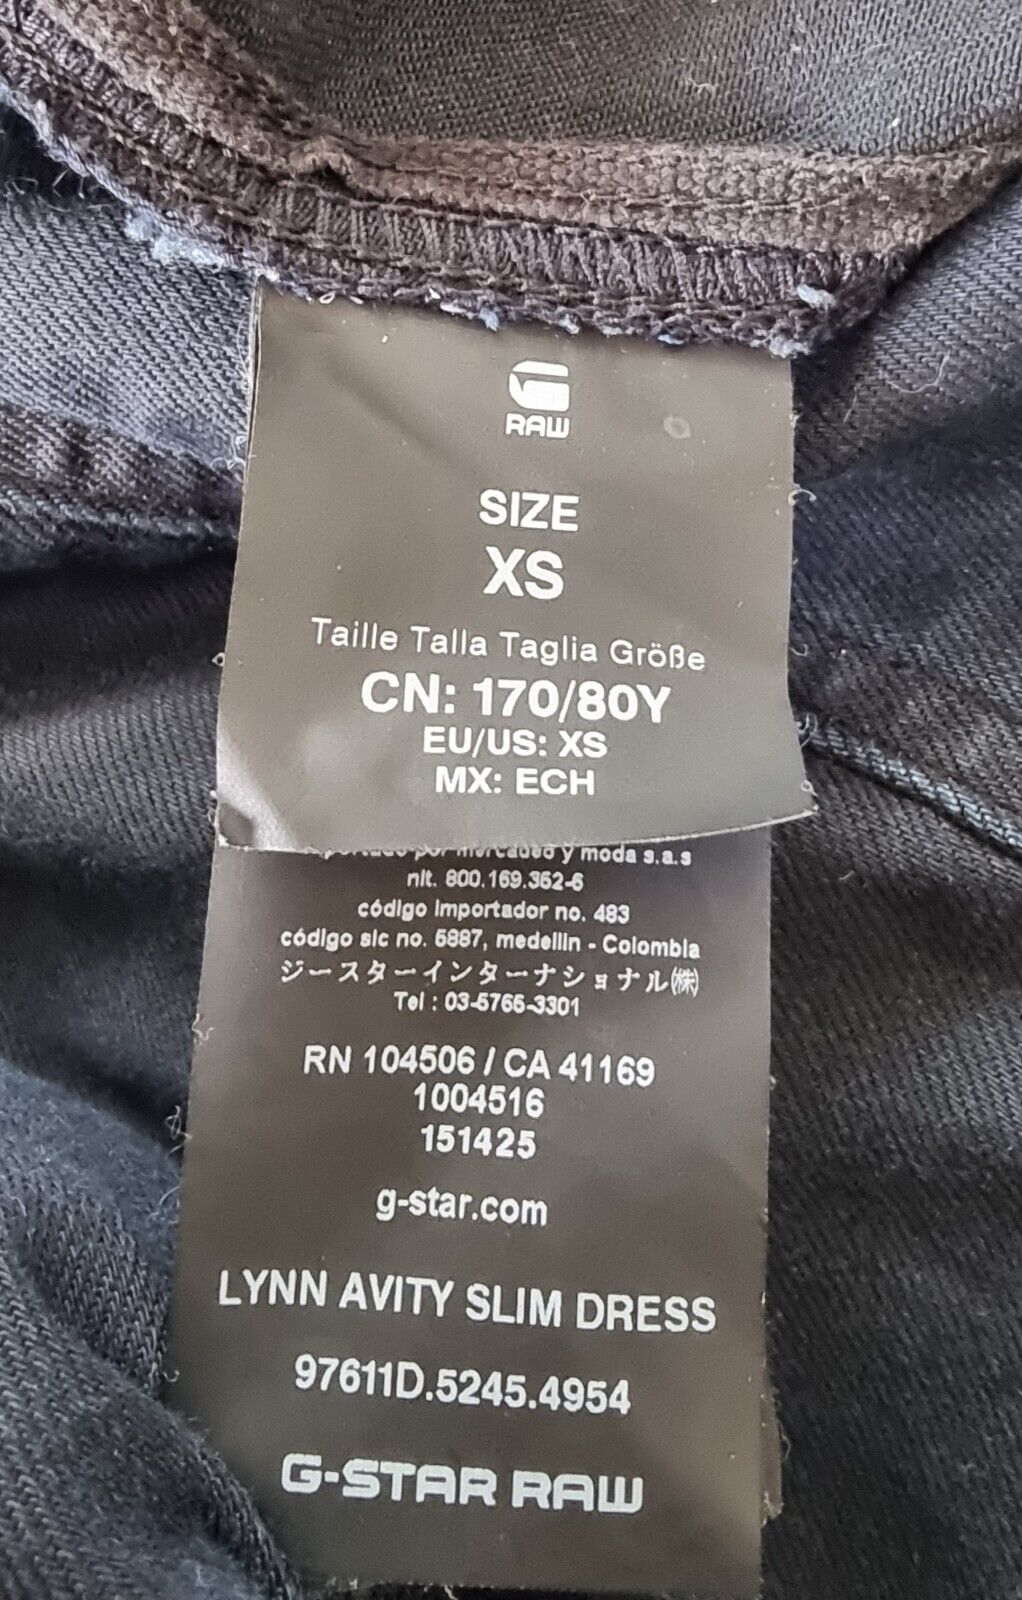 RAW
SIZE
XS
Taille Talla Taglia Größe
CN: 170/80Y
EU/US: XS
MX: ECH
por mercadeo y moda s.a.s
nit. 800.169.362-6
código importador no. 483
código sic no. 5887, medellin - Colombia
ジースターインターナショナル㈱
Tel : 03-5766-3301
RN 104506 / CA 41169
1004516
151425
g-star.com
LYNN AVITY SLIM DRESS
97611D.5245.4954
G-STAR RAW